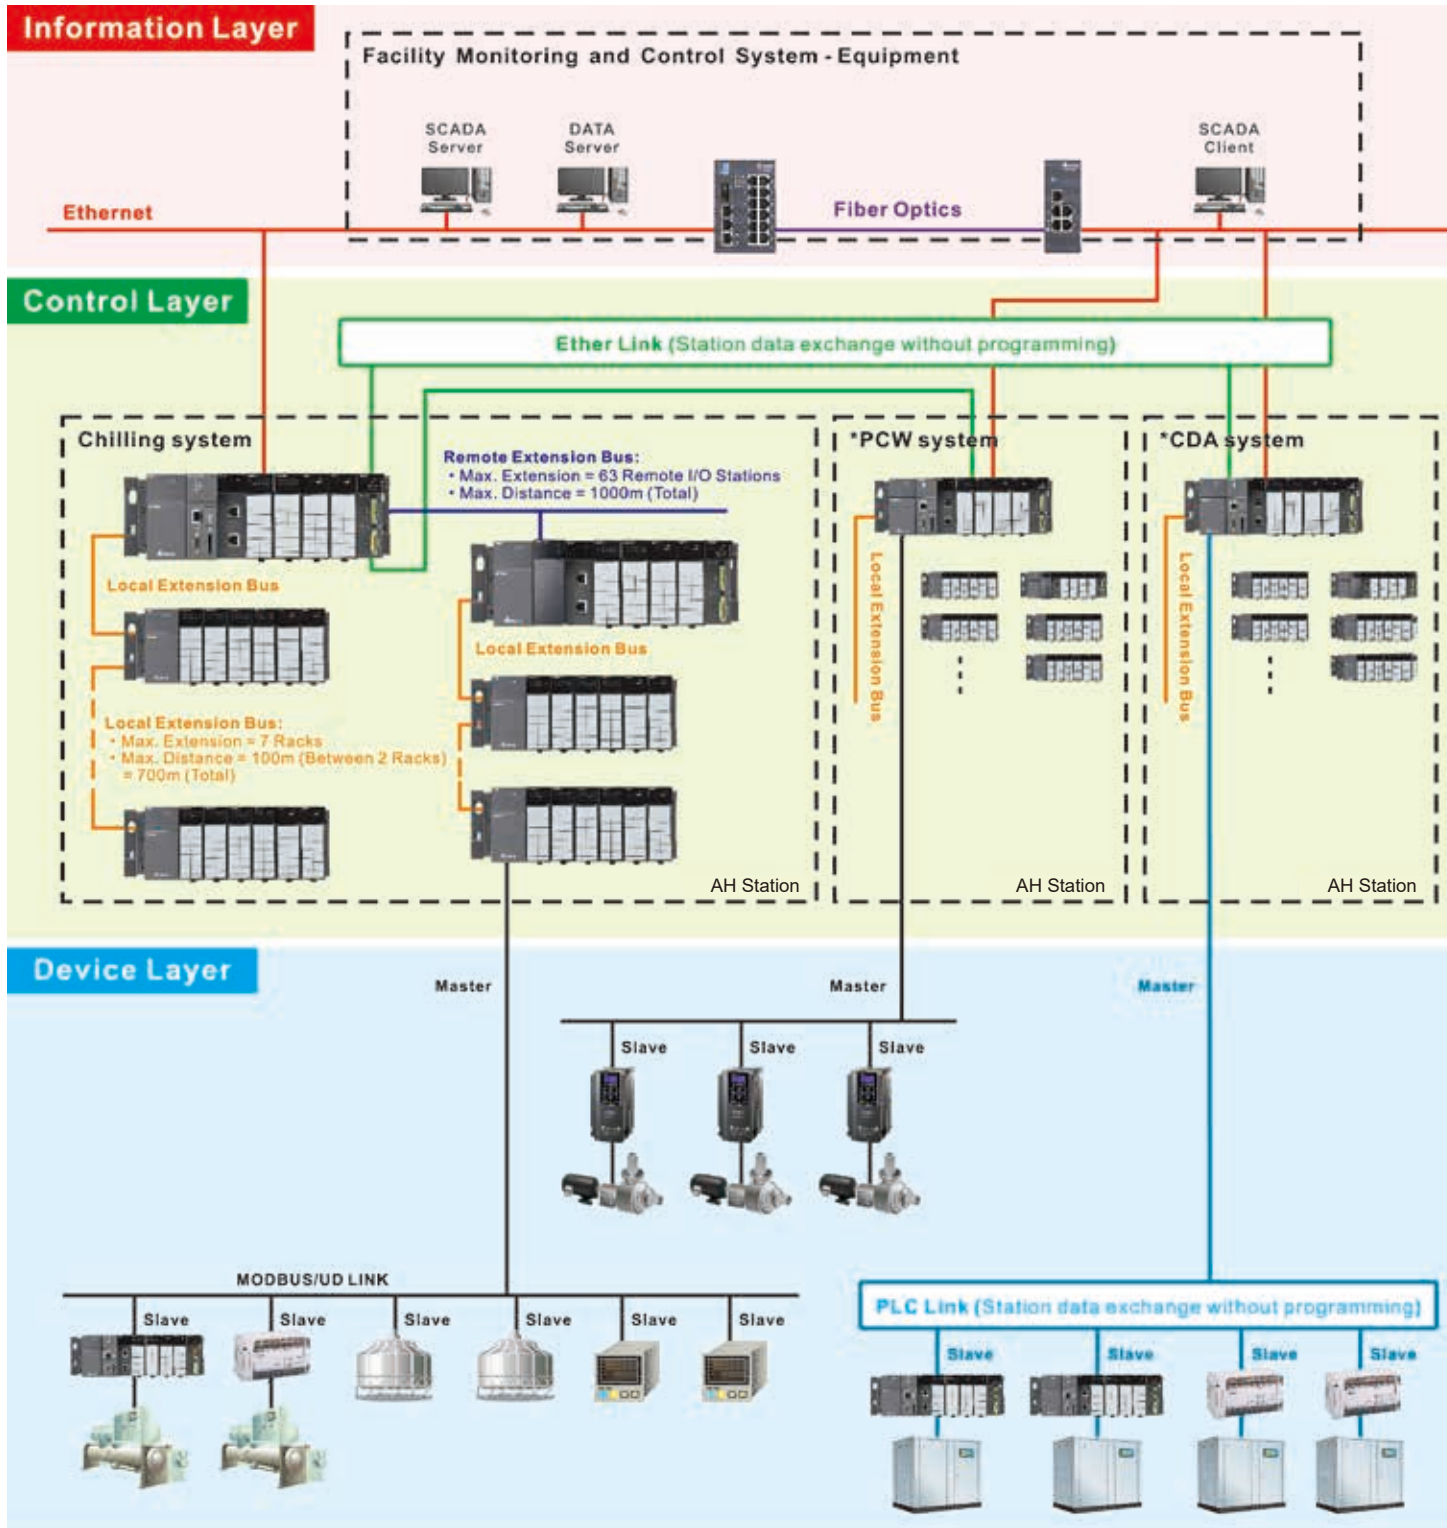 Information Layer
Facility Monitoring and Control System - Equipment
SCADA
Server
DATA
Server
SCADA
Client
Ethernet
Fiber Optics
Control Layer
Ether Link (Station data exchange without programming)
Chilling system
Remote Extension Bus:
• Max. Extension = 63 Remote I/O Stations
• Max. Distance = 1000m (Total)
*PCW system
*CDA system
Local Extension Bus
Local Extension Bus
Local Extension Bus
Local Extension Bus
Local Extension Bus:
• Max. Extension = 7 Racks
• Max. Distance = 100m (Between 2 Racks)
= 700m (Total)
AH Station
AH Station
AH Station
Device Layer
Master
Master
Master
Slave
Slave
Slave
MODBUS/UD LINK
Slave
Slave
Slave
Slave
Slave
Slave
PLC Link (Station data exchange without programming)
Slave
Slave
Slave
Slave